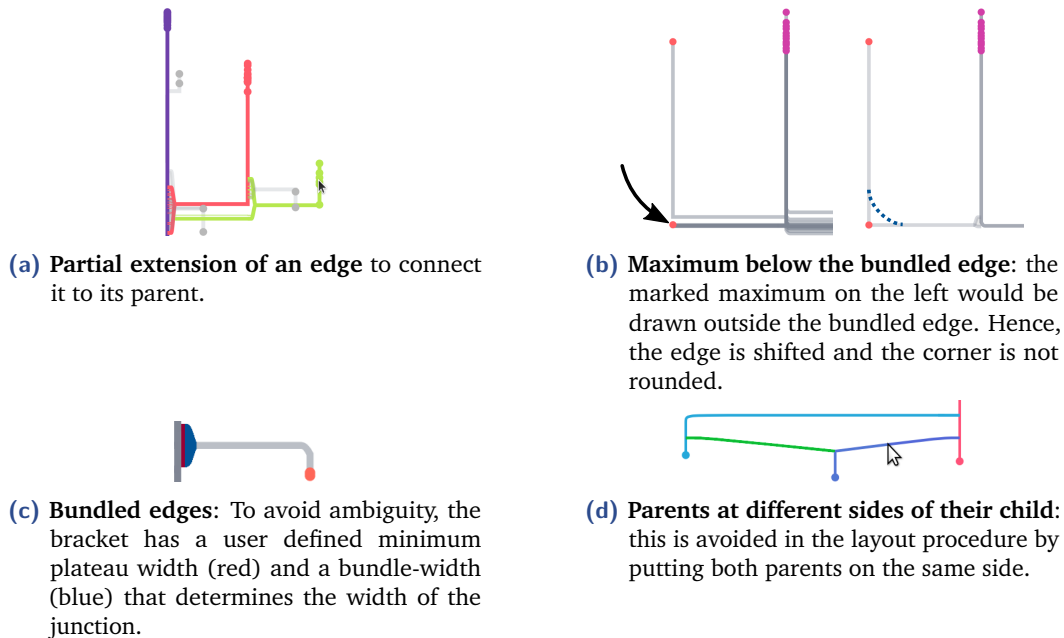 (a) Partial extension of an edge to connect
it to its parent.
(b) Maximum below the bundled edge: the
marked maximum on the left would be
drawn outside the bundled edge. Hence,
the edge is shifted and the corner is not
rounded.
(c) Bundled edges: To avoid ambiguity, the
bracket has a user defined minimum
plateau width (red) and a bundle-width
(blue) that determines the width of the
junction.
(d) Parents at different sides of their child:
this is avoided in the layout procedure by
putting both parents on the same side.